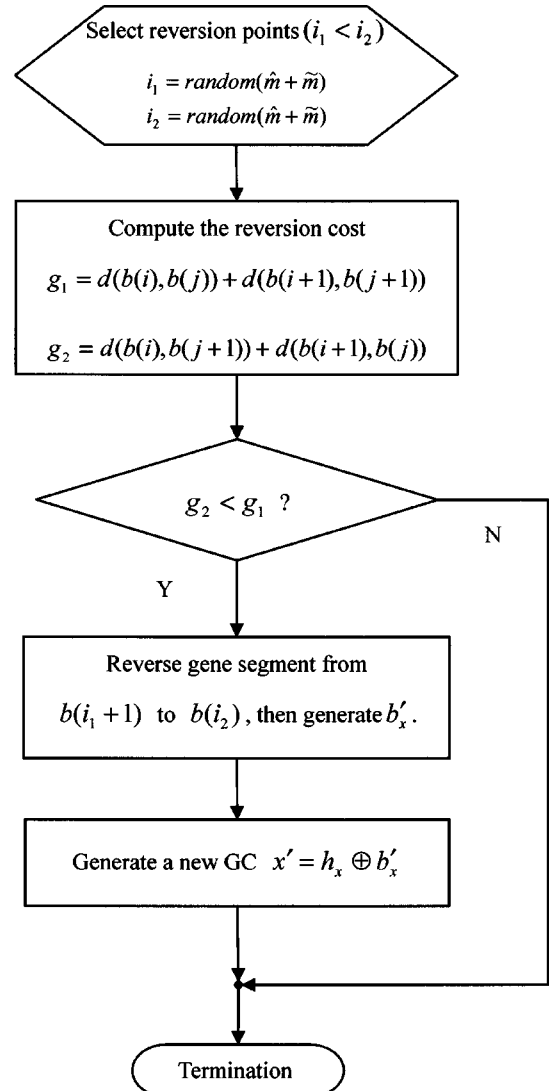 Select reversion points (i₁ < i₂)
i₁ = random(m̂ + m̃)
i₂ = random(m̂ + m̃)
Compute the reversion cost
g₁ = d(b(i),b(j)) + d(b(i+1),b(j+1))
g₂ = d(b(i),b(j+1)) + d(b(i+1),b(j))
g₂ < g₁ ?
N
Y
Reverse gene segment from
b(i₁+1) to b(i₂), then generate b′ₓ.
Generate a new GC x′ = hₓ ⊕ b′ₓ
Termination